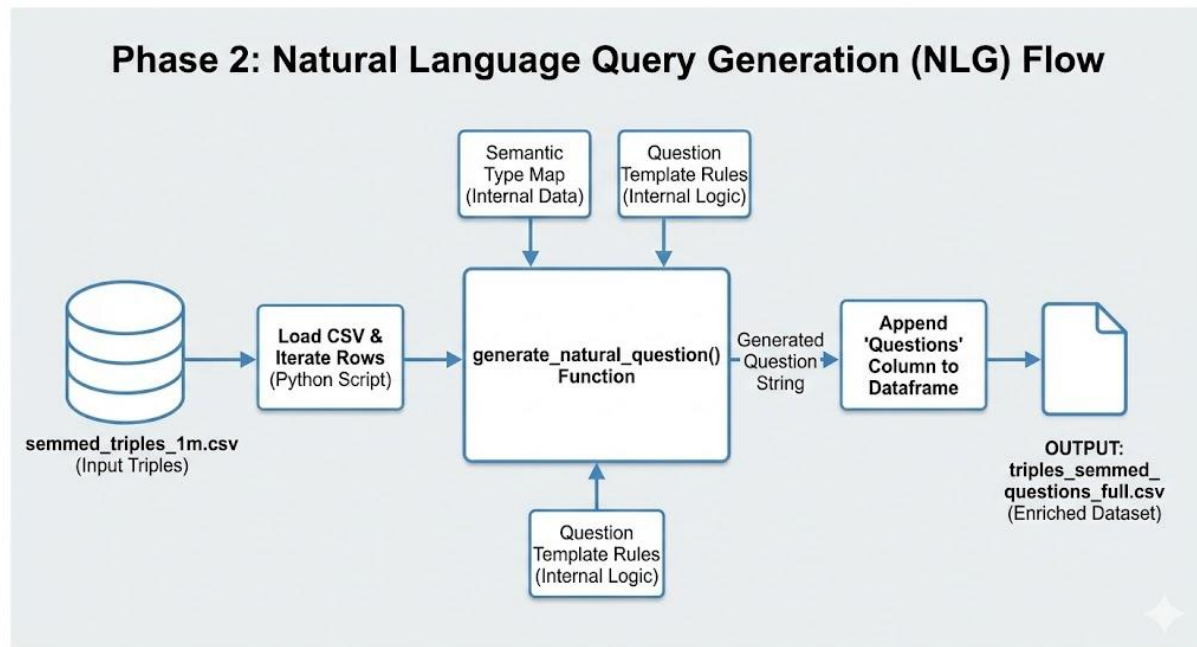 Phase 2: Natural Language Query Generation (NLG) Flow
Semantic
Type Map
(Internal Data)
Question
Template Rules
(Internal Logic)
semmed_triples_1m.csv
(Input Triples)
Load CSV &
Iterate Rows
(Python Script)
generate_natural_question()
Function
Generated
Question
String
Append
'Questions'
Column to
Dataframe
OUTPUT:
triples_semmed_
questions_full.csv
(Enriched Dataset)
Question
Template Rules
(Internal Logic)